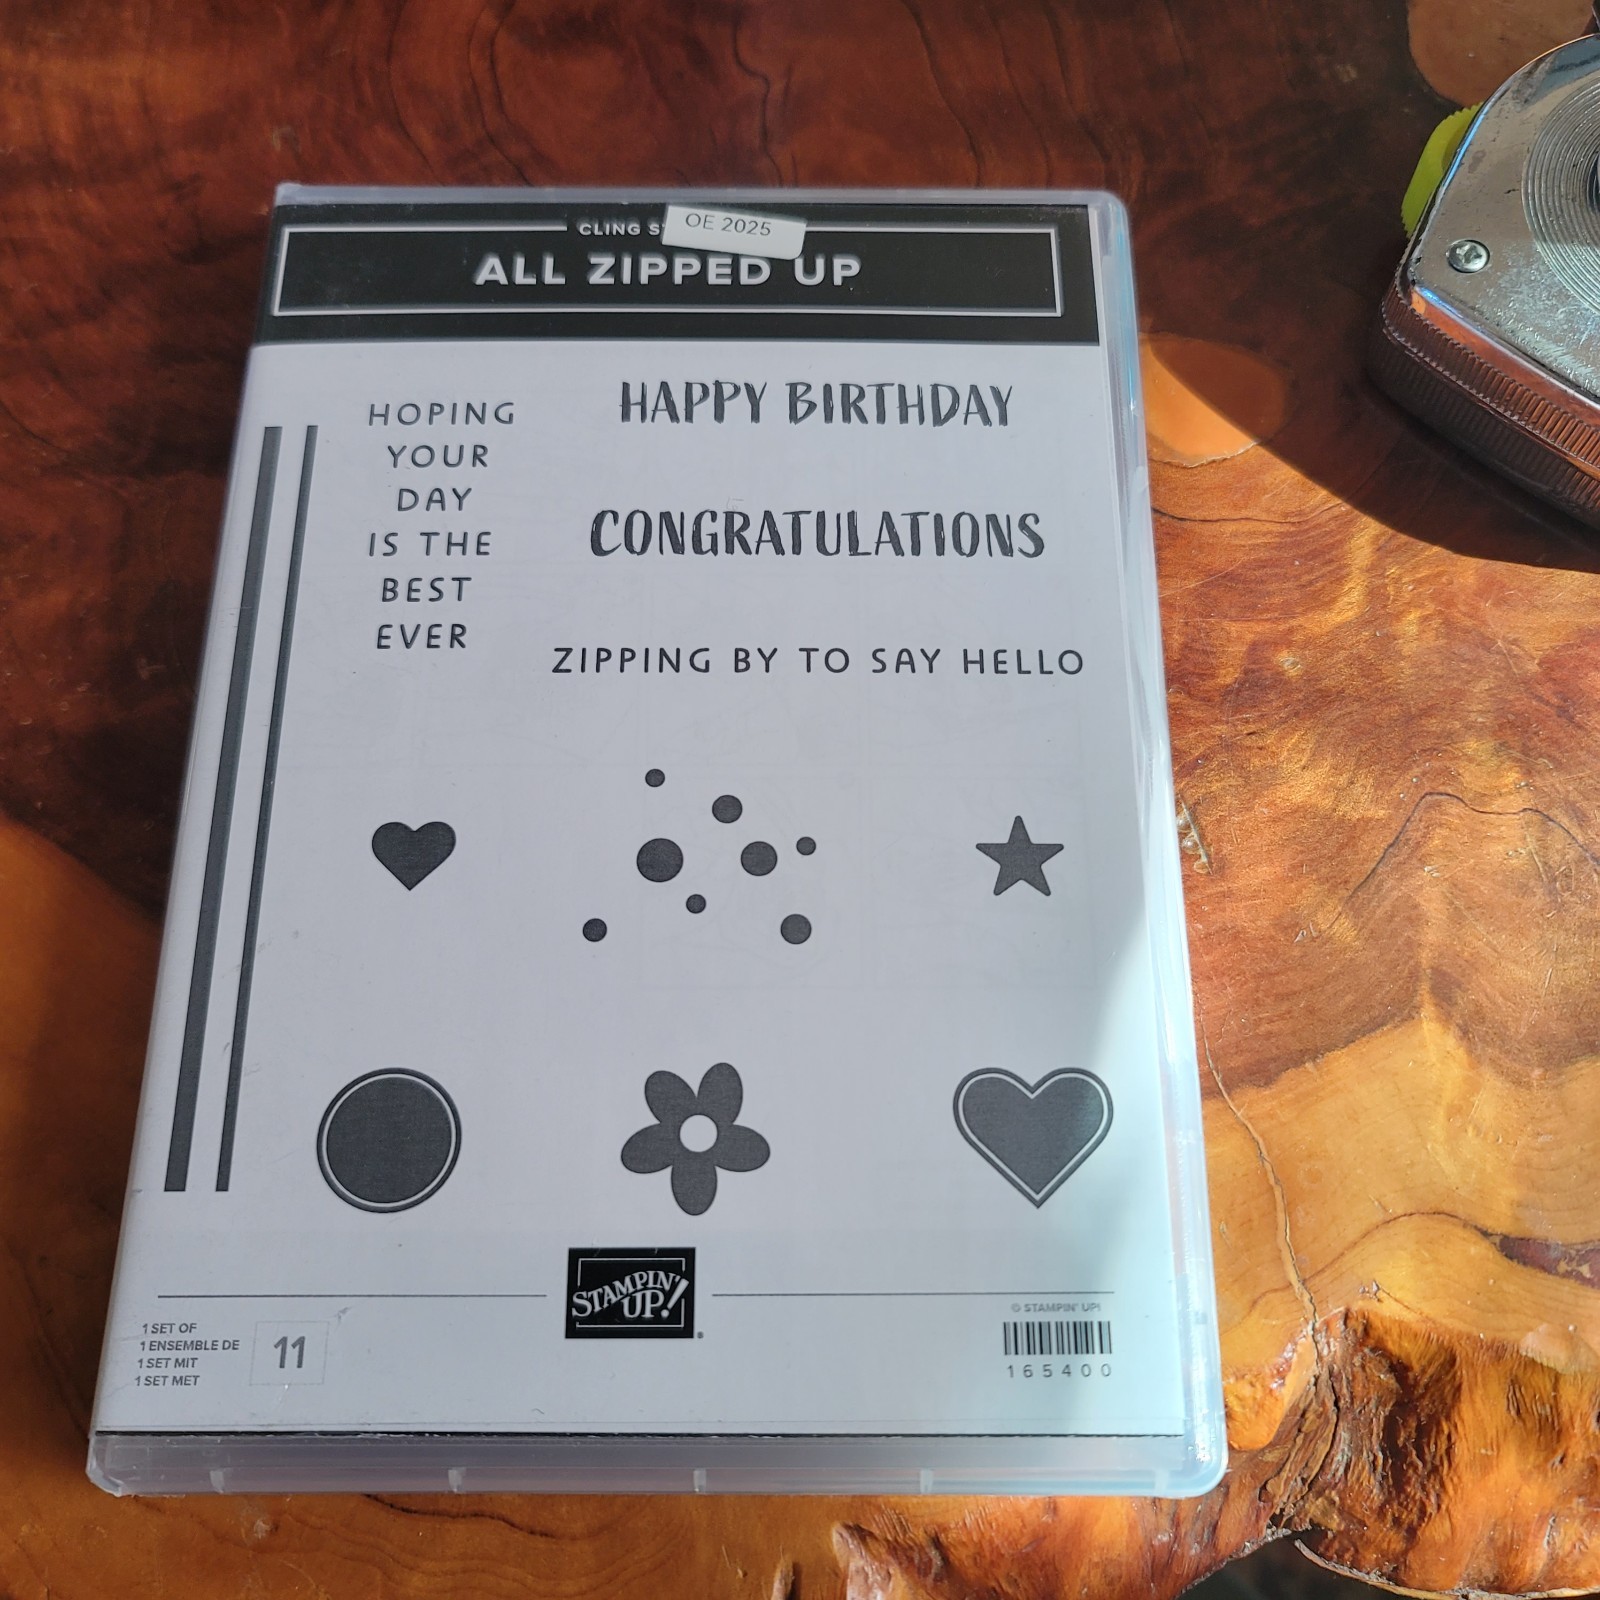 CLING S
OE 2025
ALL ZIPPED UP
HOPING
YOUR
DAY
IS THE
BEST
EVER
HAPPY BIRTHDAY
CONGRATULATIONS
ZIPPING BY TO SAY HELLO
STAMPIN'
UP!
®
1 SET OF
1 ENSEMBLE DE
1 SET MIT
1 SET MET
11
© STAMPIN' UP!
165400